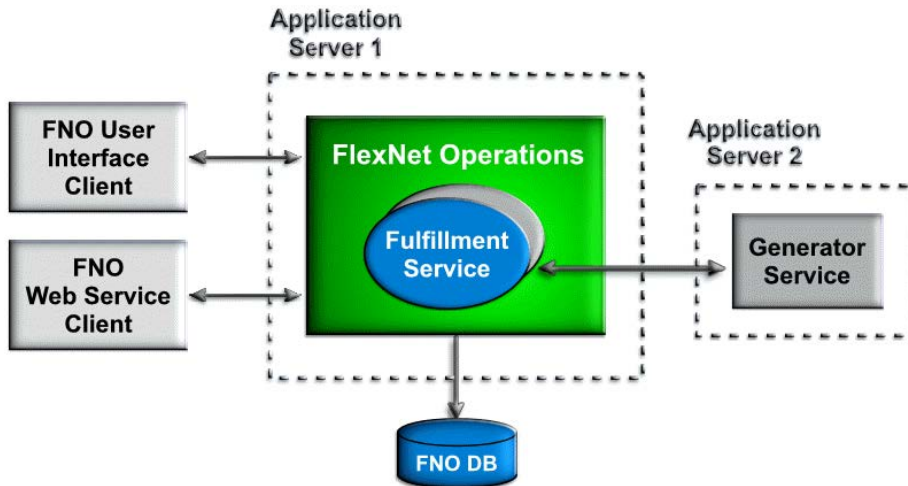 Application
Server 1
FNO User
Interface
Client
FlexNet Operations
Application
Server 2
Fulfillment
Service
Generator
Service
FNO
Web Service
Client
FNO DB